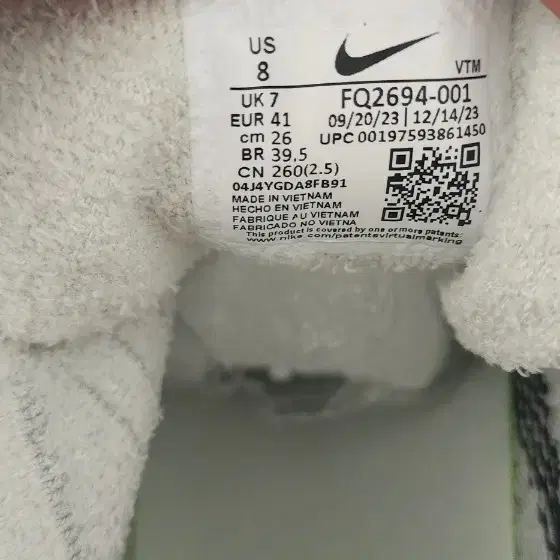 US
8
VTM
UK 7
FQ2694-001
EUR 41
09/20/23 | 12/14/23
cm 26
UPC 00197593861450
BR 39,5
CN 260(2.5)
04J4YGDA8FB91
MADE IN VIETNAM
HECHO EN VIETNAM
FABRIQUE AU VIETNAM
FABRICADO NO VIETNA
This product is covered by one or more patents:
www.nike.com/patentsvirtualmarking